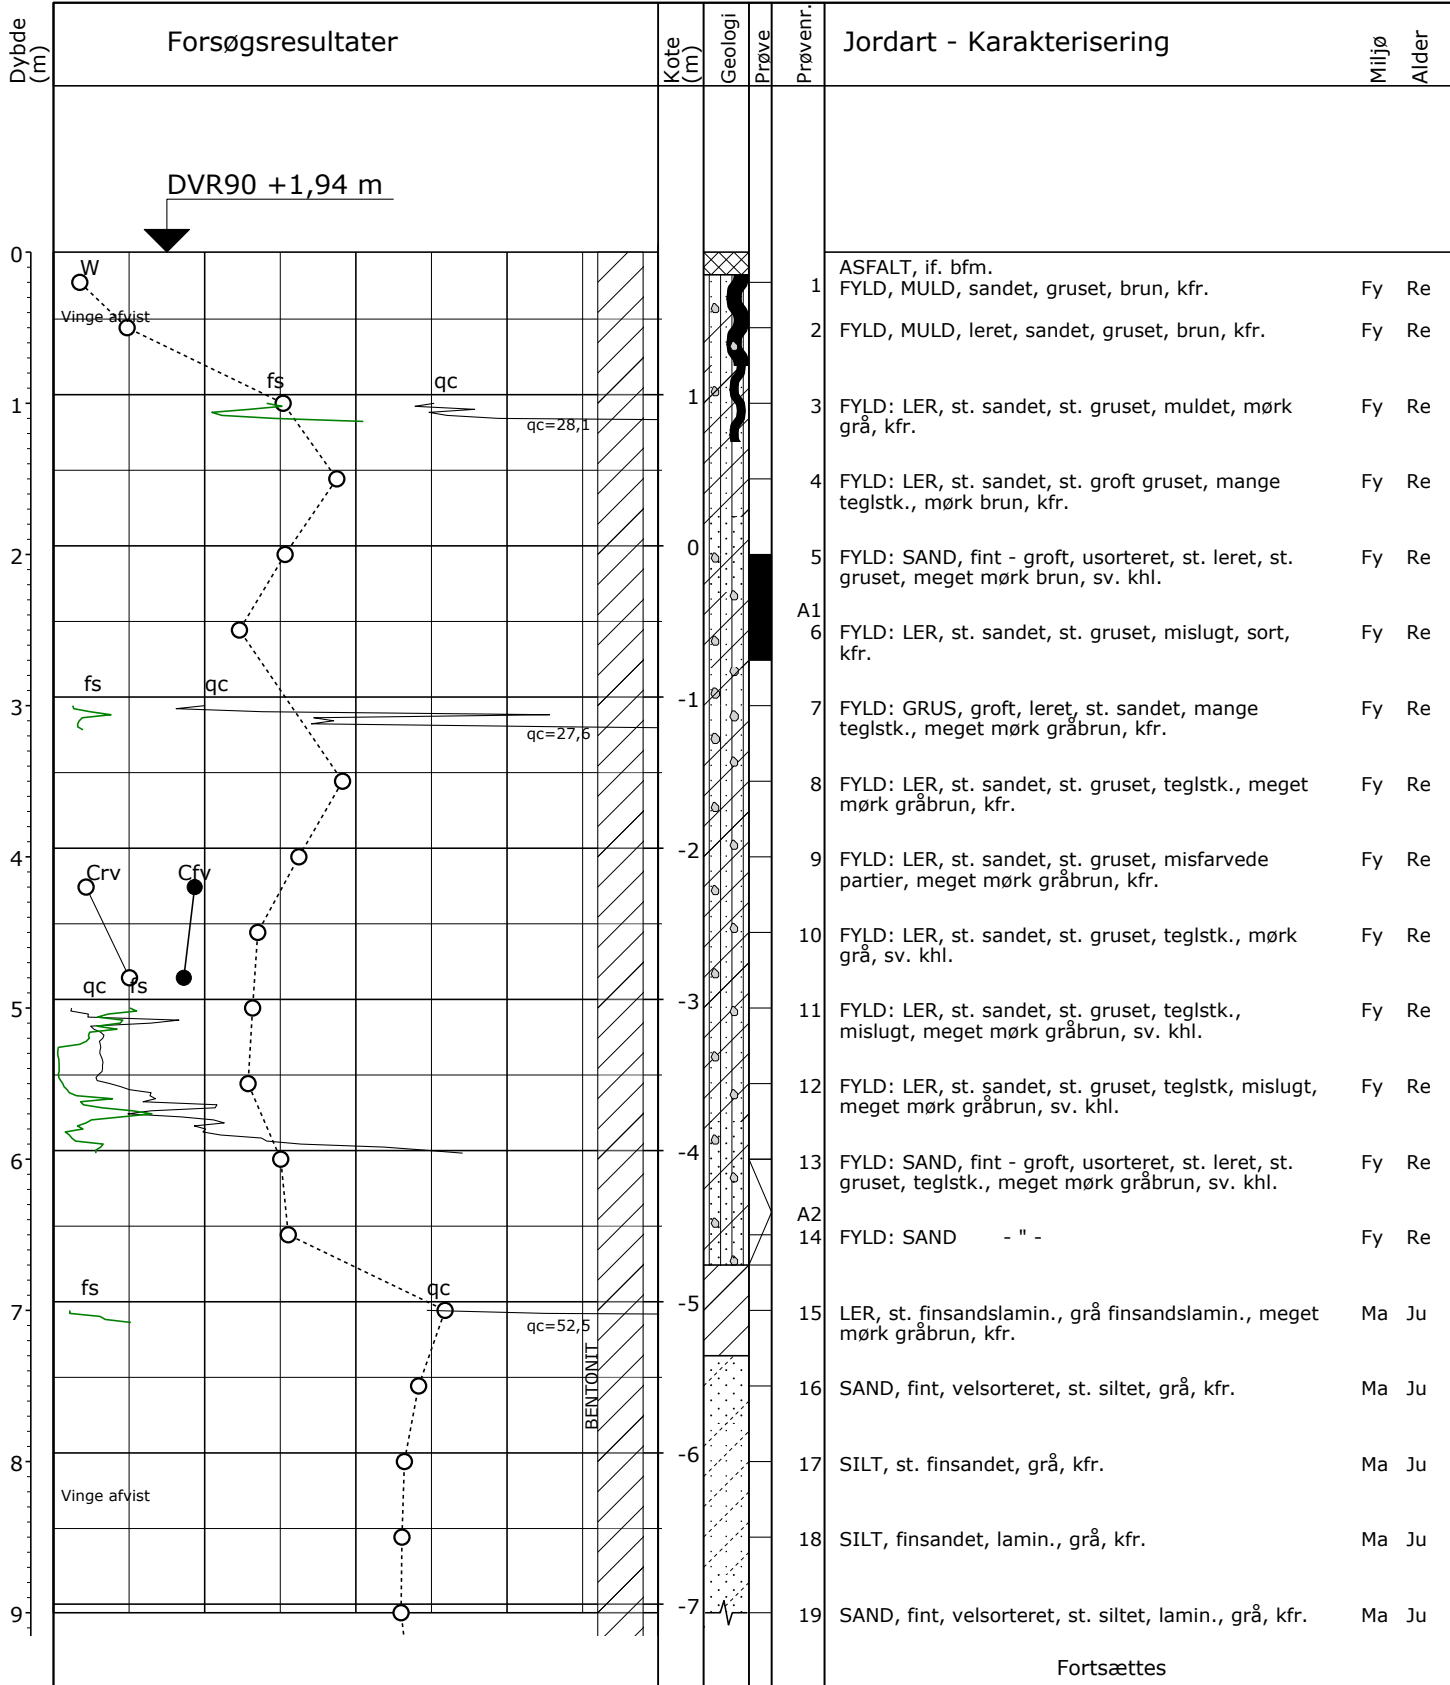 Dybde (m)
Forsøgsresultater
Kote (m)
Geologi
Prøve
Prøvenr.
Jordart - Karakterisering
Miljø
Alder
DVR90 +1,94 m
0
W
ASFALT, if. bfm.
1 FYLD, MULD, sandet, gruset, brun, kfr. Fy Re
Vinge afvist
2 FYLD, MULD, leret, sandet, gruset, brun, kfr. Fy Re
fs qc
1 1
3 FYLD: LER, st. sandet, st. gruset, muldet, mørk Fy Re
grå, kfr.
qc=28,1
4 FYLD: LER, st. sandet, st. groft gruset, mange Fy Re
teglstk., mørk brun, kfr.
2 0
5 FYLD: SAND, fint - groft, usorteret, st. leret, st. Fy Re
gruset, meget mørk brun, sv. khl.
A1
6 FYLD: LER, st. sandet, st. gruset, mislugt, sort, Fy Re
kfr.
fs qc
3 -1
7 FYLD: GRUS, groft, leret, st. sandet, mange Fy Re
teglstk., meget mørk gråbrun, kfr.
qc=27,6
8 FYLD: LER, st. sandet, st. gruset, teglstk., meget Fy Re
mørk gråbrun, kfr.
4 -2
9 FYLD: LER, st. sandet, st. gruset, misfarvede Fy Re
partier, meget mørk gråbrun, kfr.
Crv Cfv
10 FYLD: LER, st. sandet, st. gruset, teglstk., mørk Fy Re
grå, sv. khl.
qc fs
5 -3
11 FYLD: LER, st. sandet, st. gruset, teglstk., Fy Re
mislugt, meget mørk gråbrun, sv. khl.
12 FYLD: LER, st. sandet, st. gruset, teglstk, mislugt, Fy Re
meget mørk gråbrun, sv. khl.
6 -4
13 FYLD: SAND, fint - groft, usorteret, st. leret, st. Fy Re
gruset, teglstk., meget mørk gråbrun, sv. khl.
A2
14 FYLD: SAND - " - Fy Re
fs qc
7 -5
15 LER, st. finsandslamin., grå finsandslamin., meget Ma Ju
mørk gråbrun, kfr.
qc=52,5
BENTONIT
16 SAND, fint, velsorteret, st. siltet, grå, kfr. Ma Ju
8 -6
17 SILT, st. finsandet, grå, kfr. Ma Ju
Vinge afvist
18 SILT, finsandet, lamin., grå, kfr. Ma Ju
9 -7
19 SAND, fint, velsorteret, st. siltet, lamin., grå, kfr. Ma Ju
Fortsættes